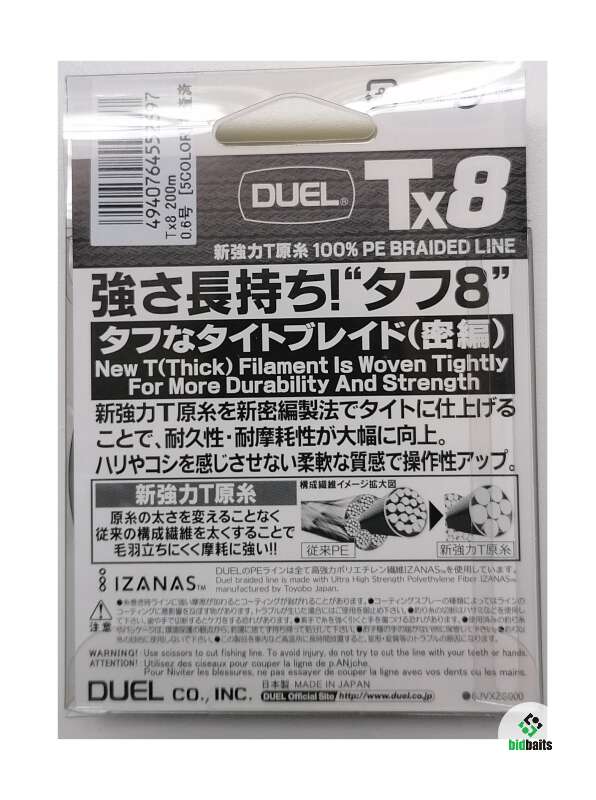 4940764552697
Tx8 200m
0.6号 [5COLOR]
DUEL®
Tx8
新強力T原糸 100% PE BRAIDED LINE
強さ長持ち!“タフ8”
タフなタイトブレイド(密編)
New T(Thick) Filament Is Woven Tightly
For More Durability And Strength
新強力T原糸を新密編製法でタイトに仕上げる
ことで、耐久性・耐摩耗性が大幅に向上。
ハリやコシを感じさせない柔軟な質感で操作性アップ。
新強力T原糸
原糸の太さを変えることなく
従来の構成繊維を太くすることで
毛羽立ちにくく摩耗に強い!!
構成繊維イメージ拡大図
従来PE
新強力T原糸
IZANAS™
DUELのPEラインは全て高強力ポリエチレン繊維IZANAS™を使用しています。
Duel braided line is made with Ultra High Strength Polyethylene Fiber IZANAS™
manufactured by Toyobo Japan.
注意
WARNING! Use scissors to cut fishing line. To avoid injury, do not try to cut the line with your teeth or hands.
ATTENTION! Utilisez des ciseaux pour couper la ligne de p.ANjche.
Pour Niviter les blessures, ne pas essayer de couper la ligne avec vos dents ou les mains.
DUEL CO., INC.
日本製 MADE IN JAPAN
DUEL Official Site http://www.duel.co.jp
bidbaits